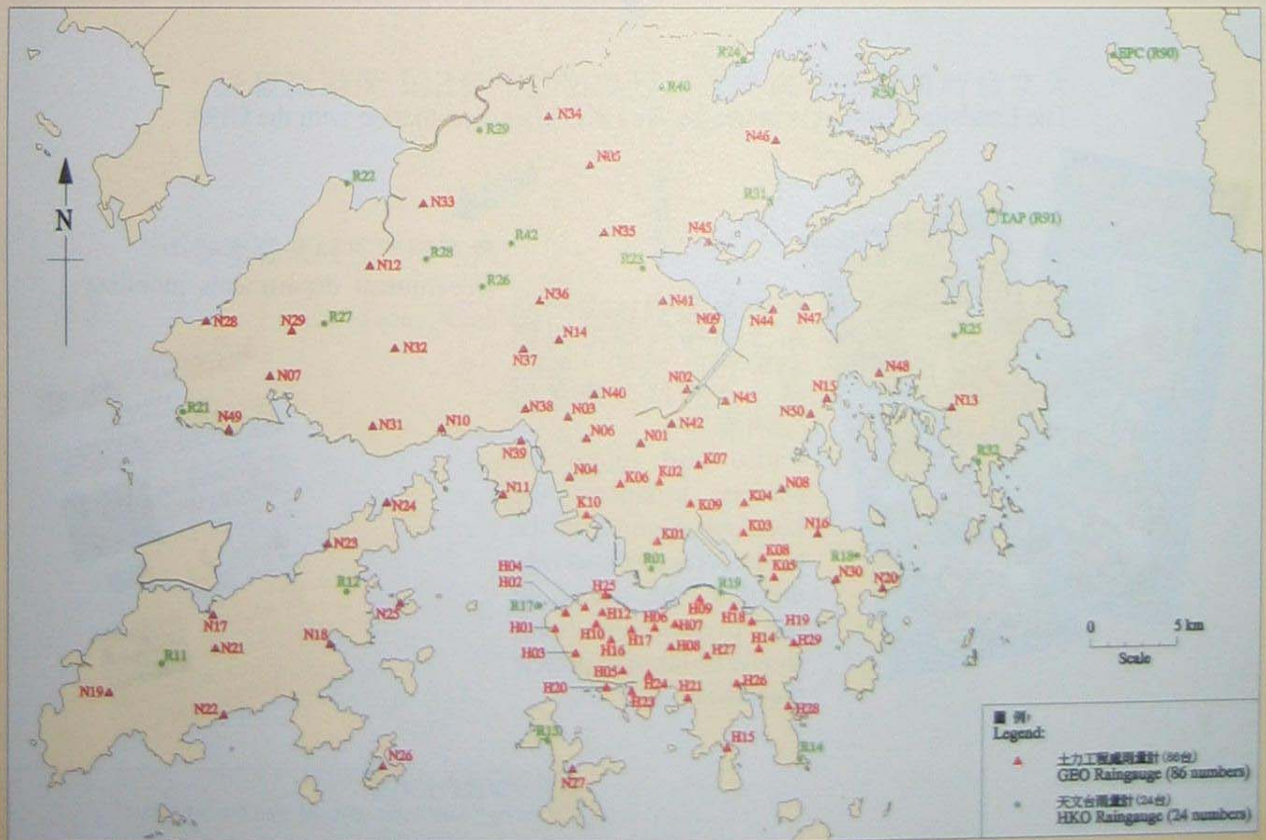 R24
EPC (R90)
R40
R30
N34
R29
N46
N05
R22
R31
N33
TAP (R91)
N35
N45
R42
R28
R23
N12
R26
N36
N41
N
N28
N29
R27
N09
N44
N47
R25
N14
N32
N37
N48
N07
N02
N15
N40
N43
N13
R21
N38
N03
N50
N49
N31
N10
N42
N06
N01
N39
R32
K07
N04
K06
K02
N08
N11
K04
N24
K10
K09
N16
K03
K01
N23
R18
K08
R01
H04
K05
N30
N20
R12
H02
H25
R19
N25
R17
H12
H09
H18
N17
H06
H19
H01
H10
H07
N18
H17
H14
H29
0 5 km
N21
H16
H08
H27
Scale
R11
H03
H05
H24
H26
N19
H20
H21
H23
H28
N22
R13
H15
R14
N26
N27
圖 例:
Legend:
土力工程處雨量計 (86台)
GEO Raingauge (86 numbers)
天文台雨量計 (24台)
HKO Raingauge (24 numbers)